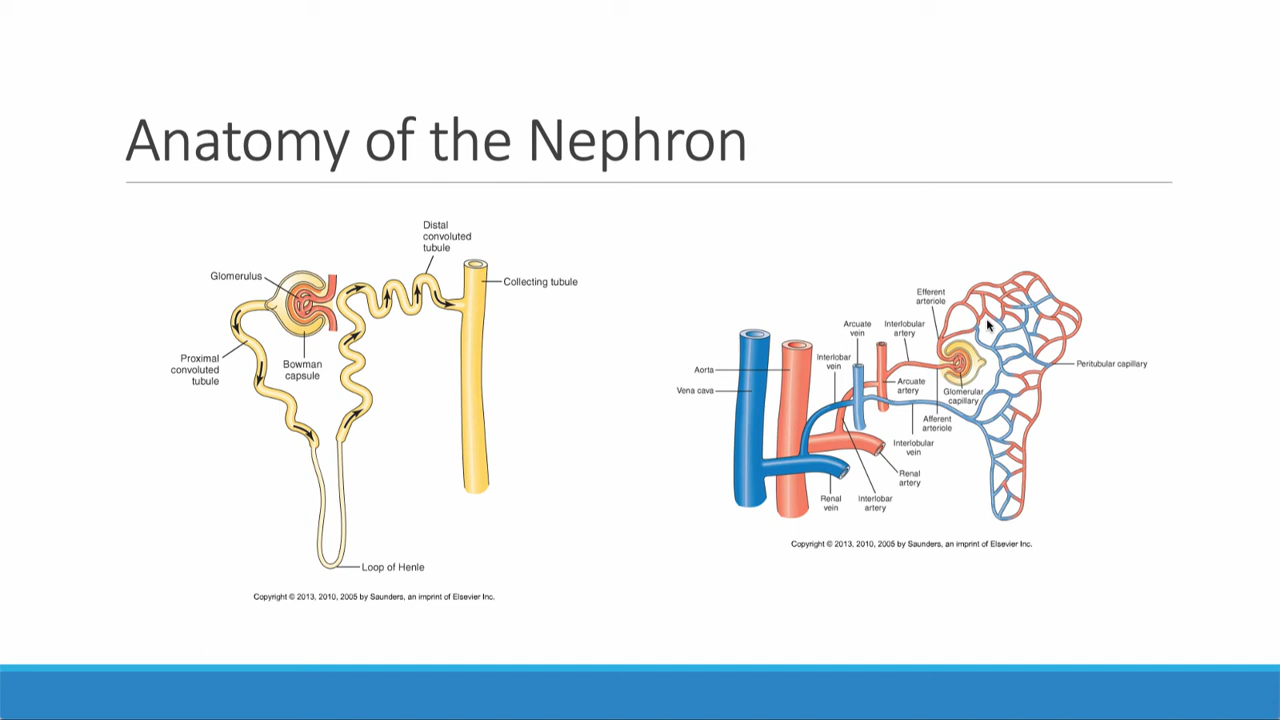 Anatomy of the Nephron
Distal
convoluted
tubule
Glomerulus
Collecting tubule
Proximal
convoluted
tubule
Bowman
capsule
Loop of Henle
Copyright © 2013, 2010, 2005 by Saunders, an imprint of Elsevier Inc.
Efferent
arteriole
Arcuate
vein
Interlobular
artery
Interlobar
vein
Aorta
Vena cava
Peritubular capillary
Arcuate
artery
Glomerular
capillary
Afferent
arteriole
Interlobular
vein
Renal
artery
Renal
vein
Interlobar
artery
Copyright © 2013, 2010, 2005 by Saunders, an imprint of Elsevier Inc.